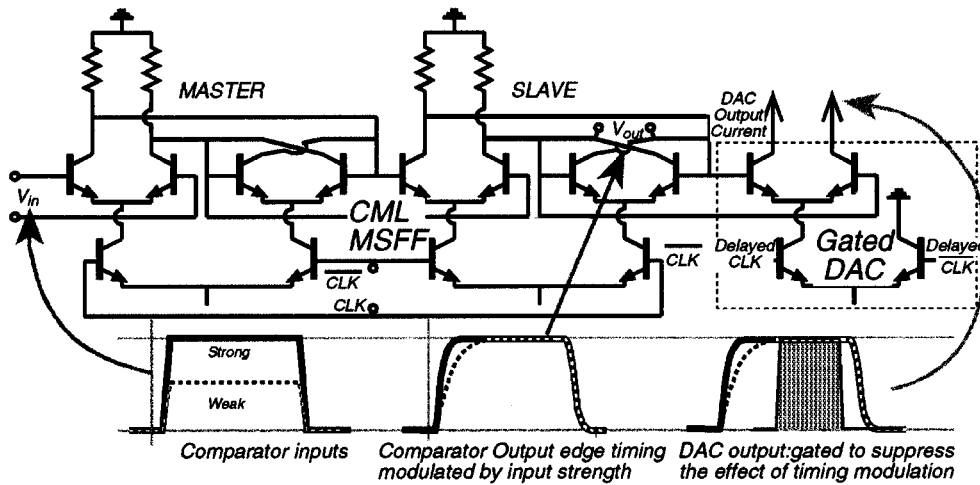 MASTER
SLAVE
DAC
Output
Current
Vout
Vin
CML
MSFF
CLK
CLK
CLK
Delayed
CLK
Gated
DAC
Delayed
CLK
Strong
Weak
Comparator inputs
Comparator Output edge timing
modulated by input strength
DAC output:gated to suppress
the effect of timing modulation